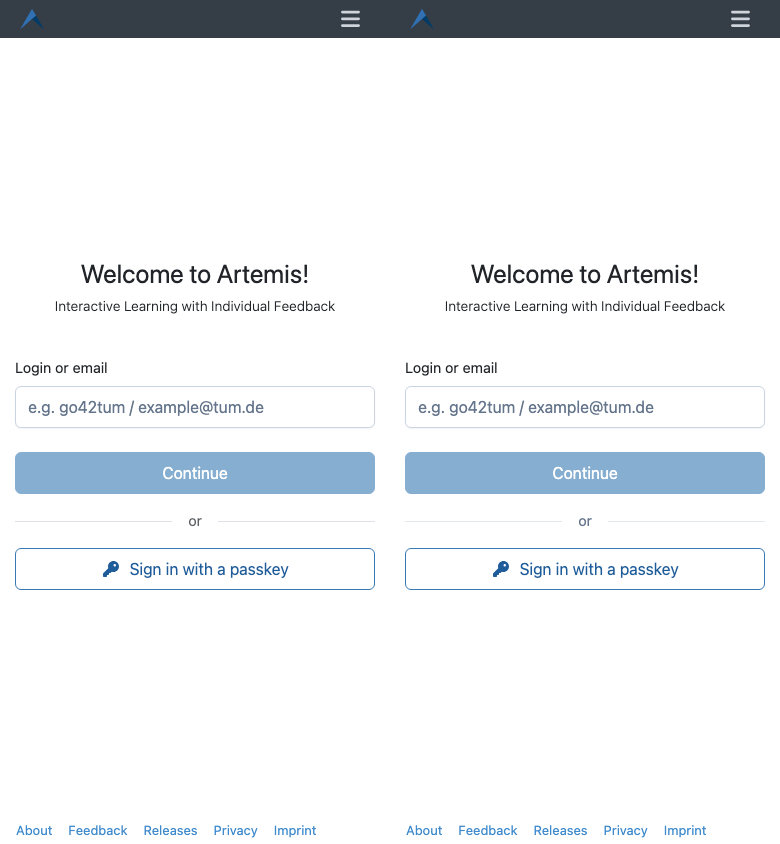 Welcome to Artemis!
Interactive Learning with Individual Feedback
Login or email
e.g. go42tum / example@tum.de
Continue
or
Sign in with a passkey
About Feedback Releases Privacy Imprint
Welcome to Artemis!
Interactive Learning with Individual Feedback
Login or email
e.g. go42tum / example@tum.de
Continue
or
Sign in with a passkey
About Feedback Releases Privacy Imprint